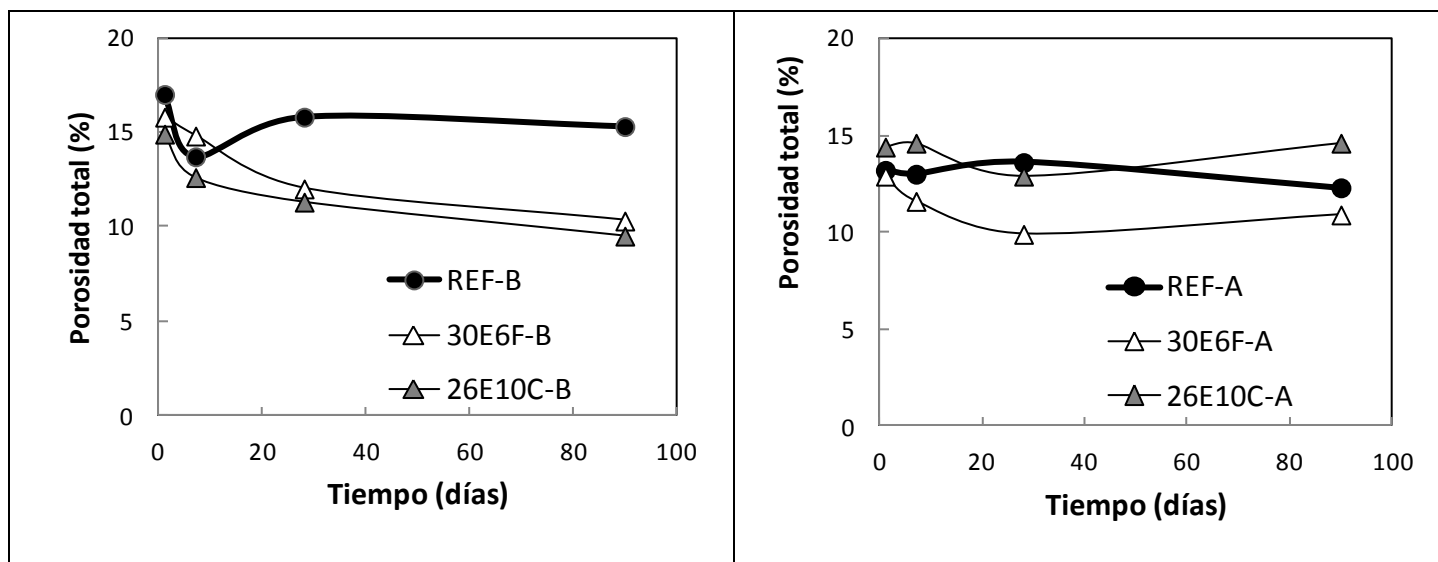 20
15
10
5
0
Porosidad total (%)
REF-B
30E6F-B
26E10C-B
0 20 40 60 80 100
Tiempo (días)
20
15
10
5
0
Porosidad total (%)
REF-A
30E6F-A
26E10C-A
0 20 40 60 80 100
Tiempo (días)